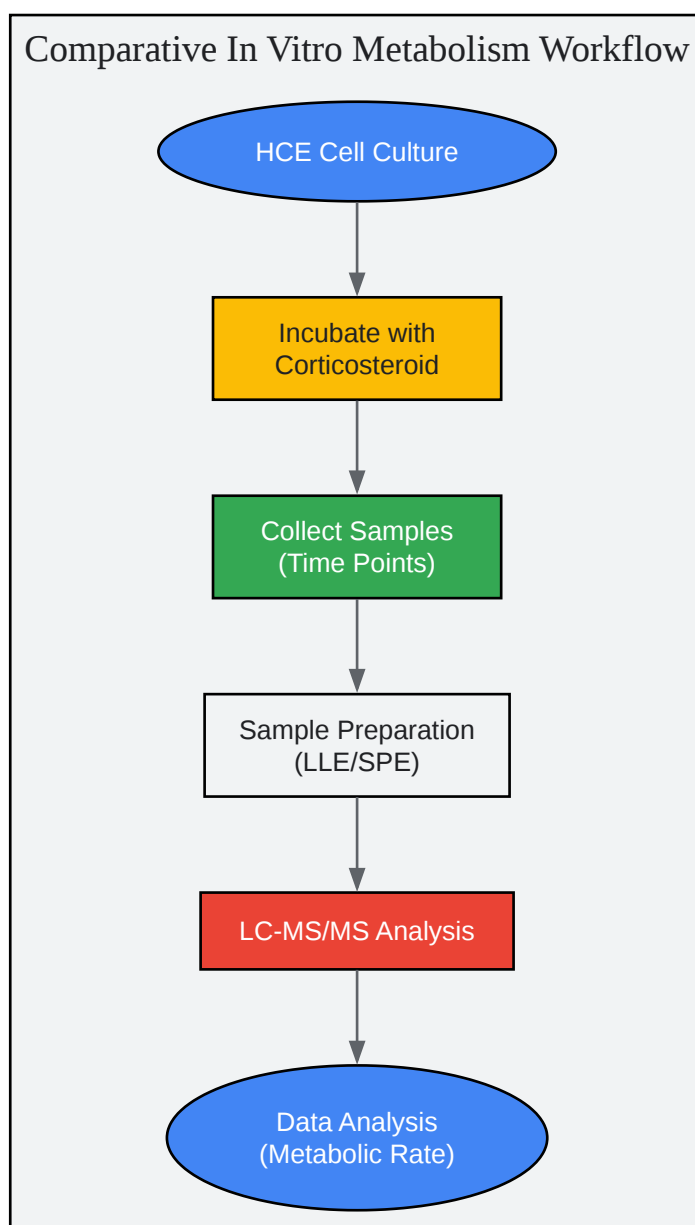 Comparative In Vitro Metabolism Workflow
HCE Cell Culture
Incubate with
Corticosteroid
Collect Samples
(Time Points)
Sample Preparation
(LLE/SPE)
LC-MS/MS Analysis
Data Analysis
(Metabolic Rate)